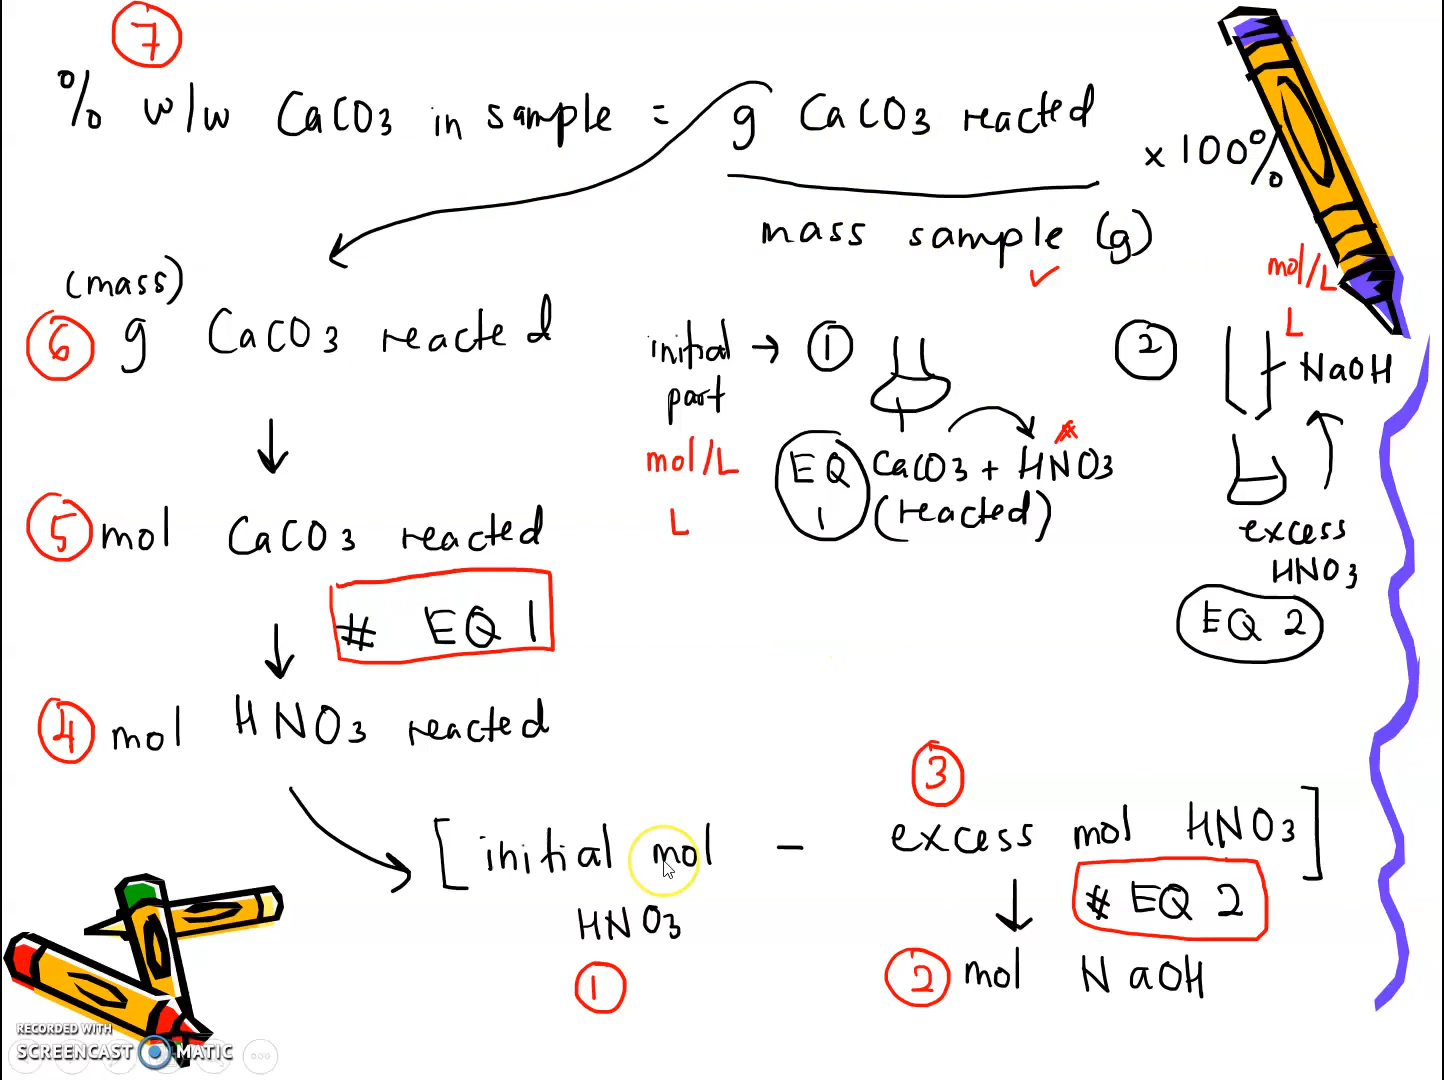 7
% w/w CaCO3 in sample = g CaCO3 reacted
x 100%
mass sample (g)
(mass)
6 g CaCO3 reacted
initial → 1
part
mol/L
L
EQ
1
CaCO3 + HNO3
(reacted)
2
mol/L
L
NaOH
excess
HNO3
EQ 2
5 mol CaCO3 reacted
# EQ 1
4 mol HNO3 reacted
3
[initial mol - excess mol HNO3]
HNO3
1
# EQ 2
2 mol NaOH
RECORDED WITH
SCREENCAST MATIC